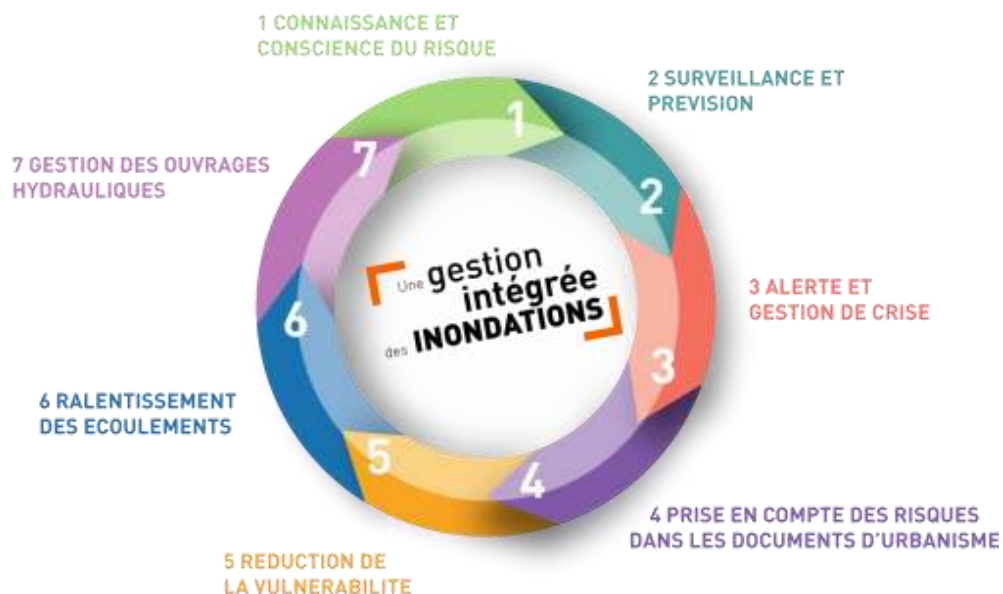 1 CONNAISSANCE ET
CONSCIENCE DU RISQUE
2 SURVEILLANCE ET
PREVISION
3 ALERTE ET
GESTION DE CRISE
4 PRISE EN COMPTE DES RISQUES
DANS LES DOCUMENTS D'URBANISME
5 REDUCTION DE
LA VULNERABILITE
6 RALENTISSEMENT
DES ECOULEMENTS
7 GESTION DES OUVRAGES
HYDRAULIQUES
1
2
3
4
5
6
7
Une gestion
intégrée
des INONDATIONS